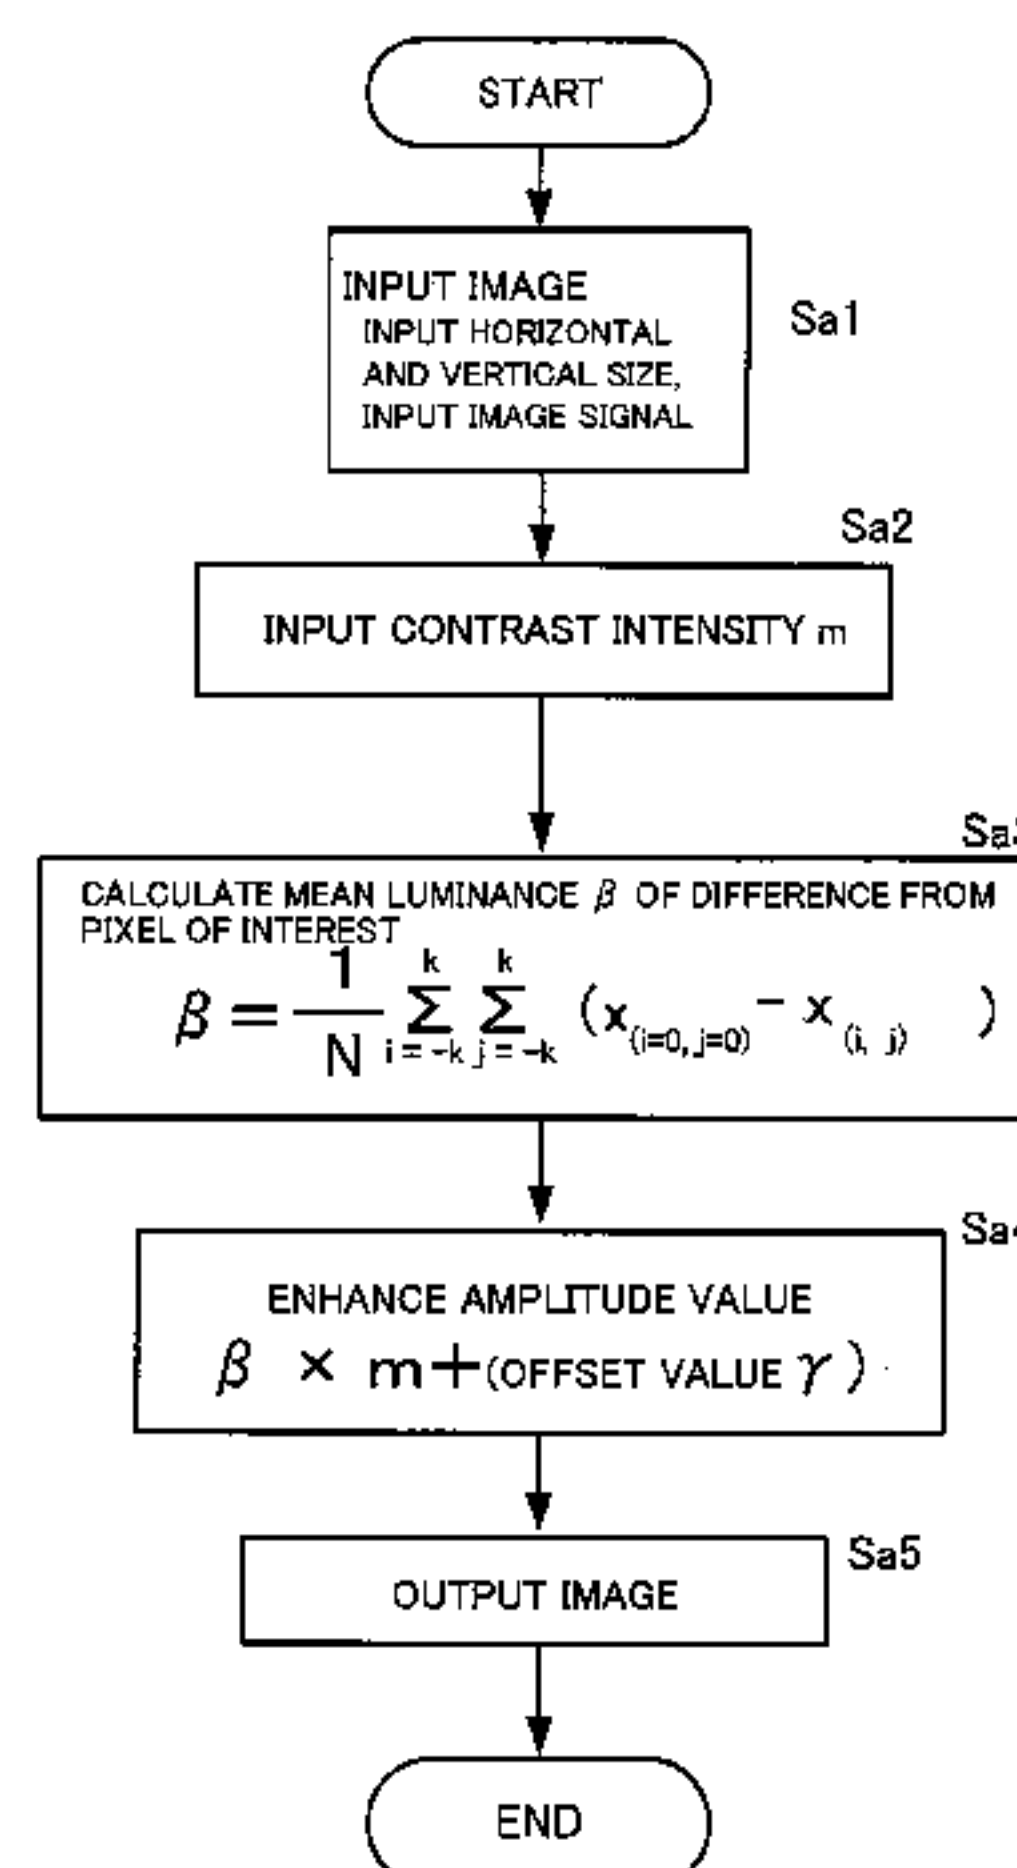 START
INPUT IMAGE
INPUT HORIZONTAL
AND VERTICAL SIZE,
INPUT IMAGE SIGNAL
Sa1
Sa2
INPUT CONTRAST INTENSITY m
CALCULATE MEAN LUMINANCE β OF DIFFERENCE FROM
PIXEL OF INTEREST
β = 1/N Σ_{i=-k}^{k} Σ_{j=-k}^{k} (x_{(i=0, j=0)} - x_{(i, j)})
ENHANCE AMPLITUDE VALUE
β × m+(OFFSET VALUE γ)
Sa5
OUTPUT IMAGE
END